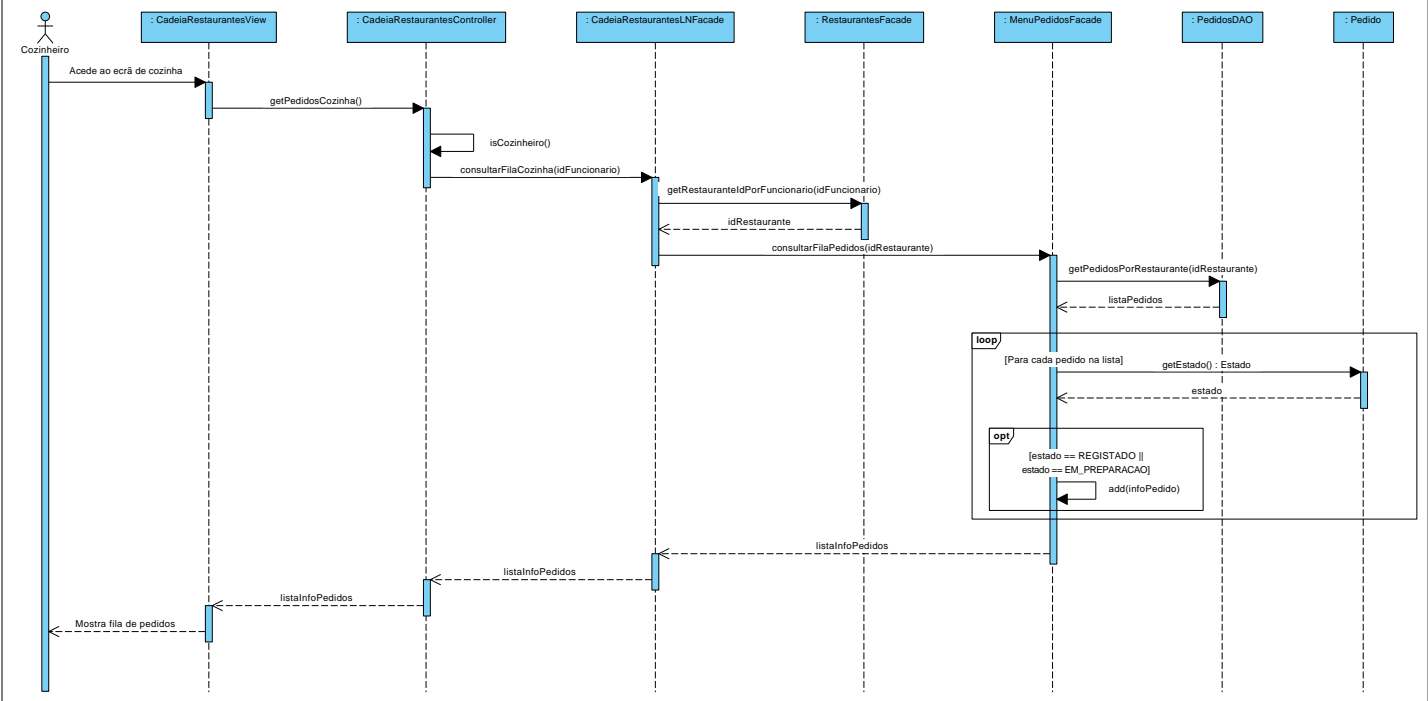 : CadeiaRestaurantesView
: CadeiaRestaurantesController
: CadeiaRestaurantesLNFacade
: RestaurantesFacade
: MenuPedidosFacade
: PedidosDAO
: Pedido
Cozinheiro
Acede ao ecrã de cozinha
getPedidosCozinha()
isCozinheiro()
consultarFilaCozinha(idFuncionario)
getRestauranteIdPorFuncionario(idFuncionario)
idRestaurante
consultarFilaPedidos(idRestaurante)
getPedidosPorRestaurante(idRestaurante)
listaPedidos
loop
[Para cada pedido na lista]
getEstado() : Estado
estado
opt
[estado == REGISTADO ||
estado == EM_PREPARACAO]
add(infoPedido)
listaInfoPedidos
listaInfoPedidos
listaInfoPedidos
Mostra fila de pedidos